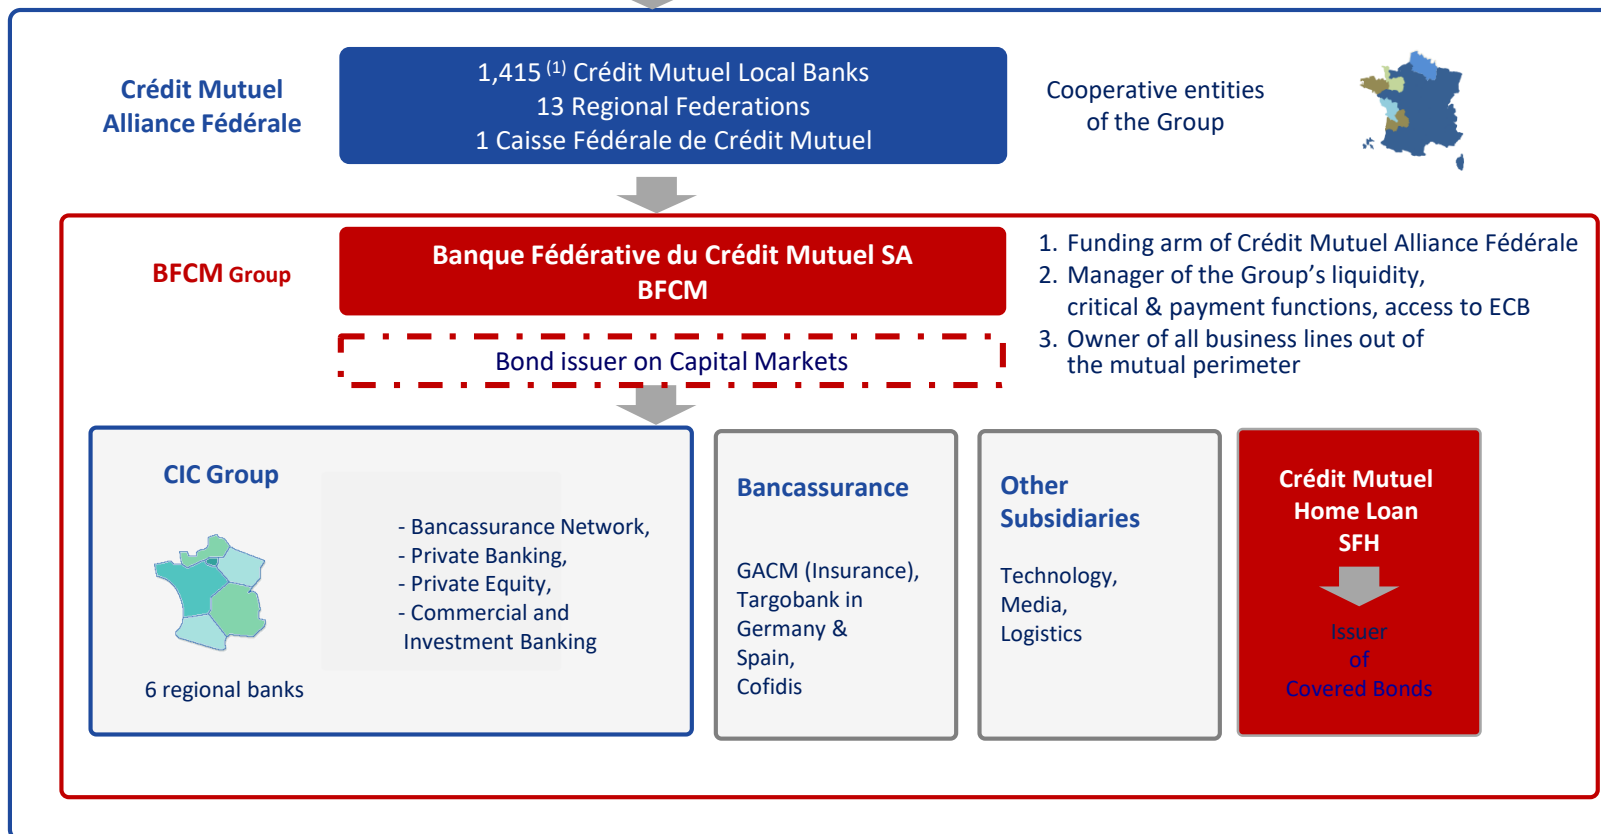 Crédit Mutuel
Alliance Fédérale
1,415 (1) Crédit Mutuel Local Banks
13 Regional Federations
1 Caisse Fédérale de Crédit Mutuel
Cooperative entities
of the Group
BFCM Group
Banque Fédérative du Crédit Mutuel SA
BFCM
Bond issuer on Capital Markets
1. Funding arm of Crédit Mutuel Alliance Fédérale
2. Manager of the Group’s liquidity,
critical & payment functions, access to ECB
3. Owner of all business lines out of
the mutual perimeter
CIC Group
6 regional banks
- Bancassurance Network,
- Private Banking,
- Private Equity,
- Commercial and
Investment Banking
Bancassurance
GACM (Insurance),
Targobank in
Germany &
Spain,
Cofidis
Other
Subsidiaries
Technology,
Media,
Logistics
Crédit Mutuel
Home Loan
SFH
Issuer
of
Covered Bonds